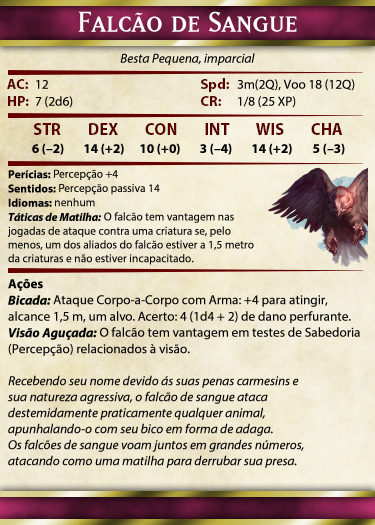 Falcão de Sangue
Besta Pequena, imparcial
AC: 12 Spd: 3m(2Q), Voo 18 (12Q)
HP: 7 (2d6) CR: 1/8 (25 XP)
STR DEX CON INT WIS CHA
6 (–2) 14 (+2) 10 (+0) 3 (–4) 14 (+2) 5 (–3)
Perícias: Percepção +4
Sentidos: Percepção passiva 14
Idiomas: nenhum
Táticas de Matilha: O falcão tem vantagem nas
jogadas de ataque contra uma criatura se, pelo
menos, um dos aliados do falcão estiver a 1,5 metro
da criaturas e não estiver incapacitado.
Ações
Bicada: Ataque Corpo-a-Corpo com Arma: +4 para atingir,
alcance 1,5 m, um alvo. Acerto: 4 (1d4 + 2) de dano perfurante.
Visão Aguçada: O falcão tem vantagem em testes de Sabedoria
(Percepção) relacionados à visão.
Recebendo seu nome devido ás suas penas carmesins e
sua natureza agressiva, o falcão de sangue ataca
destemidamente praticamente qualquer animal,
apunhalando-o com seu bico em forma de adaga.
Os falcões de sangue voam juntos em grandes números,
atacando como uma matilha para derrubar sua presa.